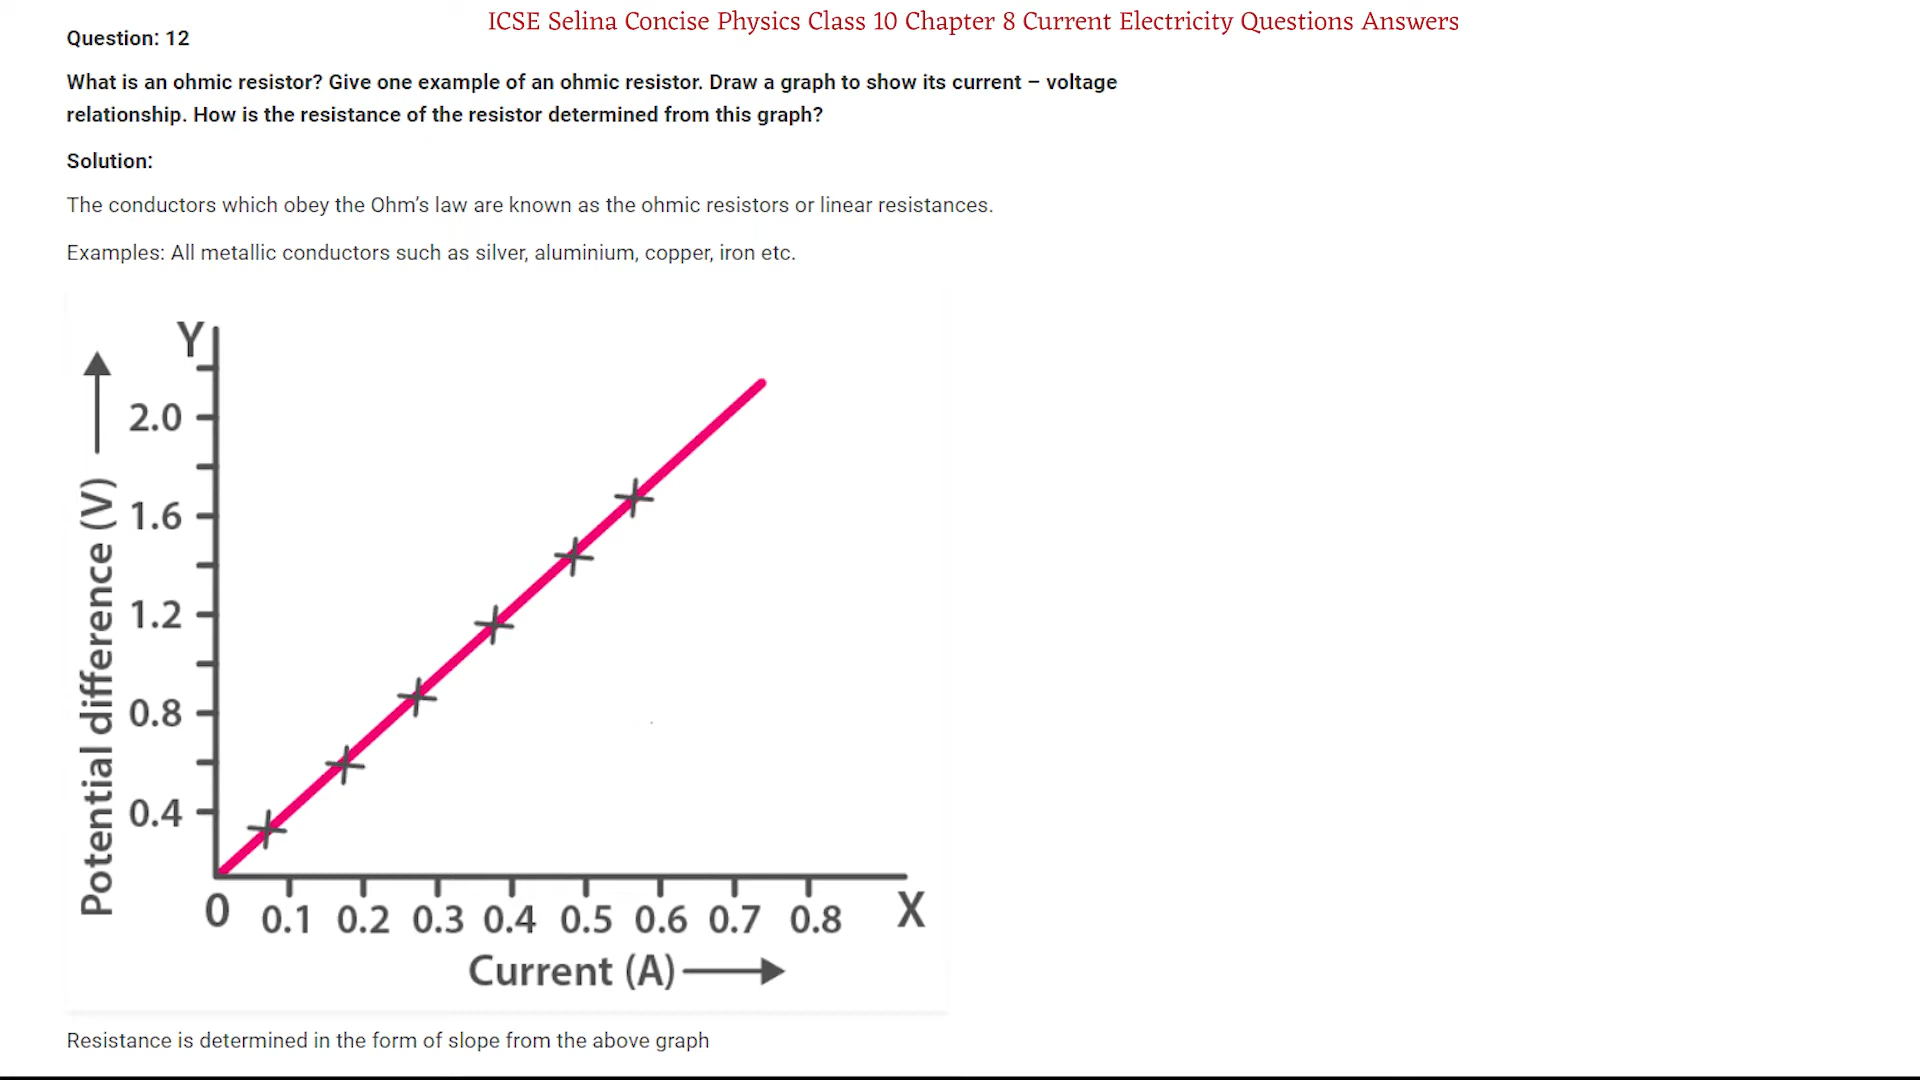 ICSE Selina Concise Physics Class 10 Chapter 8 Current Electricity Questions Answers
Question: 12
What is an ohmic resistor? Give one example of an ohmic resistor. Draw a graph to show its current – voltage
relationship. How is the resistance of the resistor determined from this graph?
Solution:
The conductors which obey the Ohm’s law are known as the ohmic resistors or linear resistances.
Examples: All metallic conductors such as silver, aluminium, copper, iron etc.
Y
2.0
1.6
1.2
0.8
0.4
Potential difference (V)
0 0.1 0.2 0.3 0.4 0.5 0.6 0.7 0.8 X
Current (A)
Resistance is determined in the form of slope from the above graph